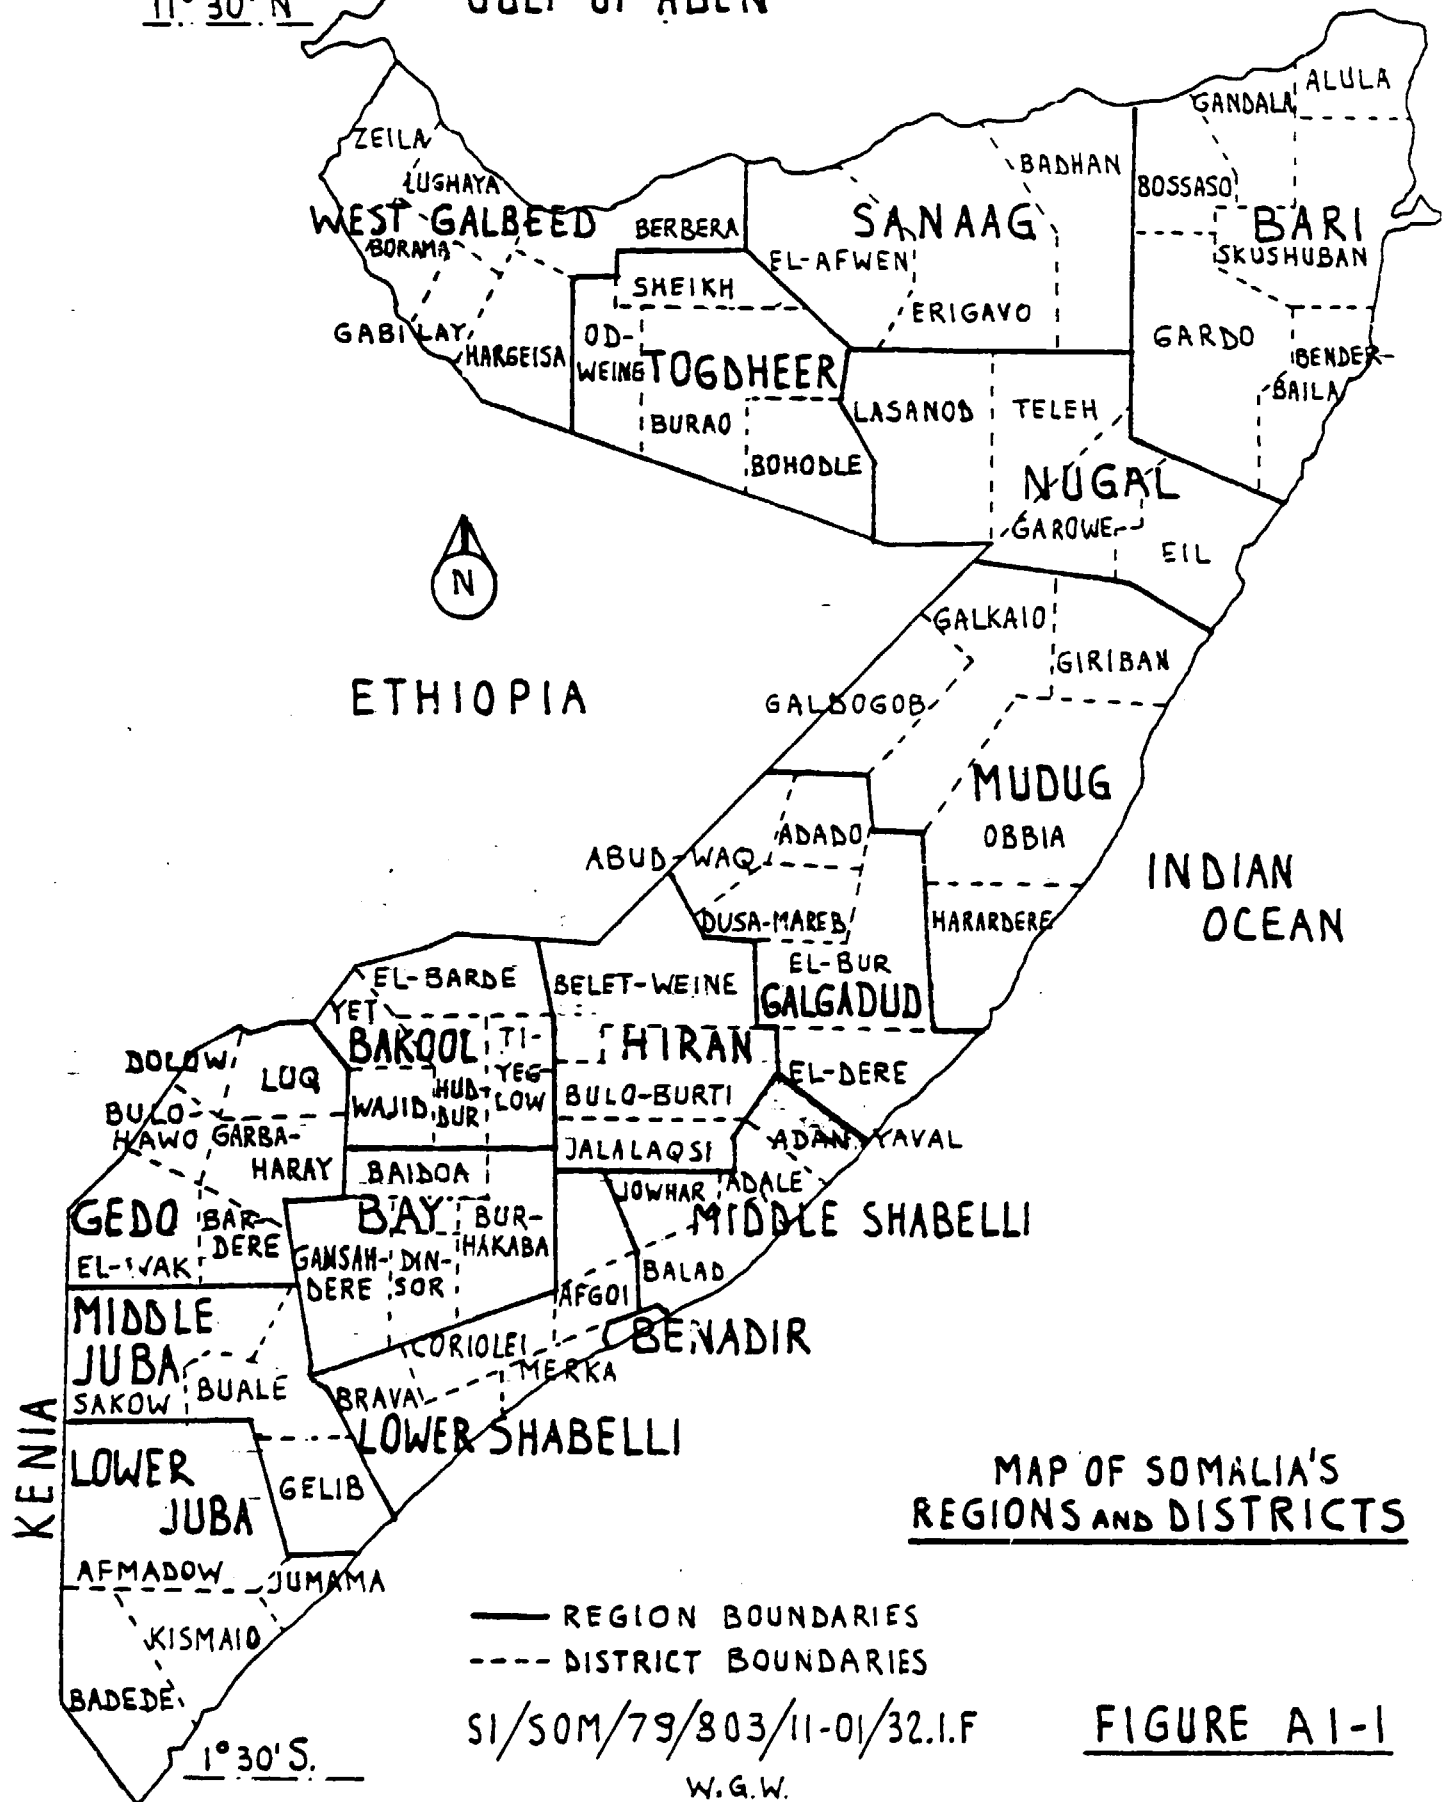 11° 30' N
GULF OF ADEN
ALULA
GANDALA
ZEILA
BADHAN
LUGHAYA
BOSSASO
WEST GALBEED
BERBERA
SANAAG
BARI
BORAMA
EL-AFWEN
SKUSHUBAN
SHEIKH
ERIGAVO
GABILAY
HARGEISA
OD-
WEING
TOGDHEER
GARDO
BENDER-
BAILA
LASANOD
TELEH
BURAO
BOHODLE
NUGAL
GAROWE
EIL
N
GALKAIO
GIRIBAN
ETHIOPIA
GALDOGOB
MUDUG
OBBIA
ADADO
ABUD-WAQ
INDIAN
OCEAN
DUSA-MAREB
HARARDERE
EL-BUR
GALGADUD
EL-BARDE
BELET-WEINE
YET
BAKOOL
TI-
YEG-
LOW
HIRAN
DOLOW
LUQ
EL-DERE
WAJID
HUD-
DUR
BULO-BURTI
BULO-
HAWO
GARBA-
HARAY
JALALAQSI
ADAN YAVAL
BAIDOA
JOWHAR
ADALE
GEDO
BAR-
DERE
BAY
BUR-
HAKABA
MIDDLE SHABELLI
EL-WAK
GANSAH-
DERE
DIN-
SOR
BALAD
AFGOI
MIDDLE
JUBA
BENADIR
CORIOLEI
MERKA
SAKOW
BUALE
BRAVA
LOWER SHABELLI
KENIA
LOWER
JUBA
GELIB
MAP OF SOMALIA'S
REGIONS AND DISTRICTS
AFMADOW
JUMAMA
REGION BOUNDARIES
KISMAIO
DISTRICT BOUNDARIES
BADEDE
SI/SOM/79/803/11-01/32.1.F
FIGURE A1-1
1° 30' S.
W.G.W.